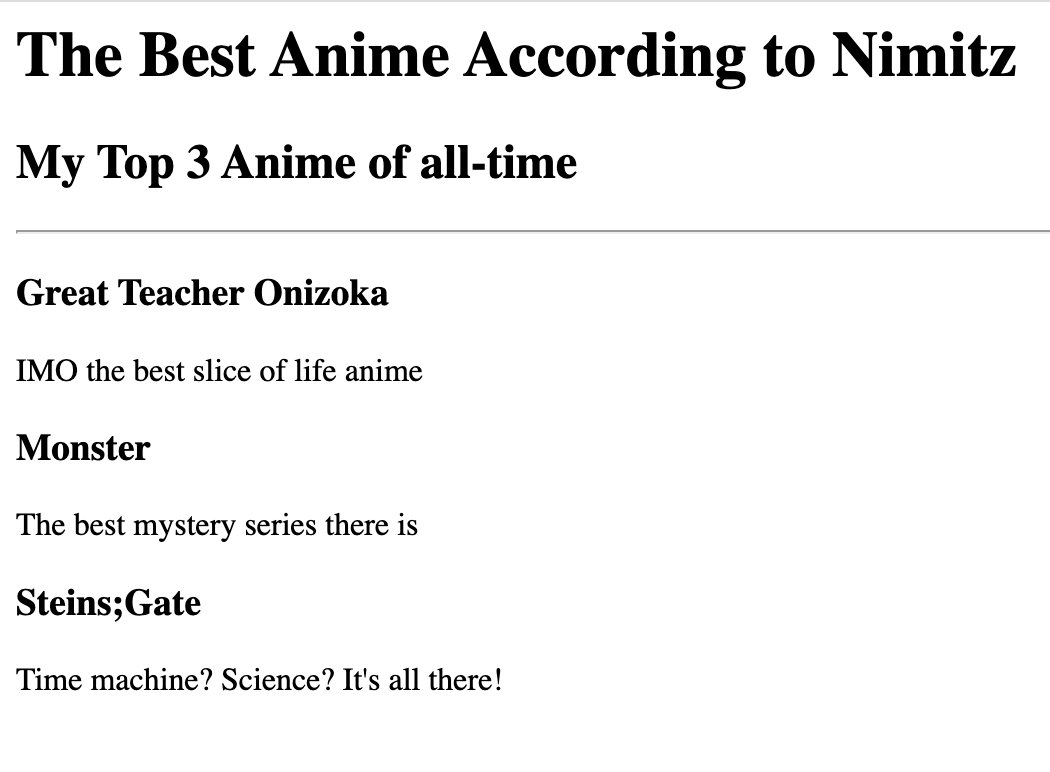 The Best Anime According to Nimitz
My Top 3 Anime of all-time
Great Teacher Onizoka
IMO the best slice of life anime
Monster
The best mystery series there is
Steins;Gate
Time machine? Science? It's all there!